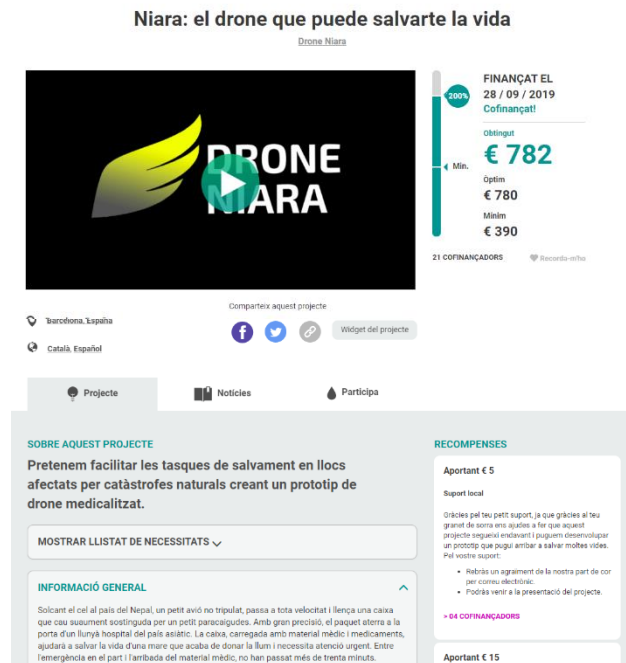 Niara: el drone que puede salvarte la vida
Drone Niara
DRONE
NIARA
200%
Mín.
FINANÇAT EL
28 / 09 / 2019
Cofinançat!
Obtingut
€ 782
Òptim
€ 780
Mínim
€ 390
21 COFINANÇADORS
Recorda-m'ho
Barcelona, España
Català, Español
Comparteix aquest projecte
Widget del projecte
Projecte
Notícies
Participa
SOBRE AQUEST PROJECTE
Pretenem facilitar les tasques de salvament en llocs
afectats per catàstrofes naturals creant un prototip de
drone medicalitzat.
MOSTRAR LLISTAT DE NECESSITATS
INFORMACIÓ GENERAL
Solcant el cel al país del Nepal, un petit avió no tripulat, passa a tota velocitat i llença una caixa
que cau suaument sostinguda per un petit paracaigudes. Amb gran precisió, el paquet aterra a la
porta d'un llunyà hospital del país asiàtic. La caixa, carregada amb material mèdic i medicaments,
ajudarà a salvar la vida d'una mare que acaba de donar la llum i necessita atenció urgent. Entre
l'emergència en el part i l'arribada del material mèdic, no han passat més de trenta minuts.
RECOMPENSES
Aportant € 5
Suport local
Gràcies pel teu petit suport, ja que gràcies al teu
granet de sorra ens ajudes a fer que aquest
projecte segueixi endavant i puguem desenvolupar
un prototip que pugui arribar a salvar moltes vides.
Pel vostre suport:
Rebràs un agraiment de la nostra part de cor
per correu electrònic.
Podràs venir a la presentació del projecte.
> 04 COFINANÇADORS
Aportant € 15